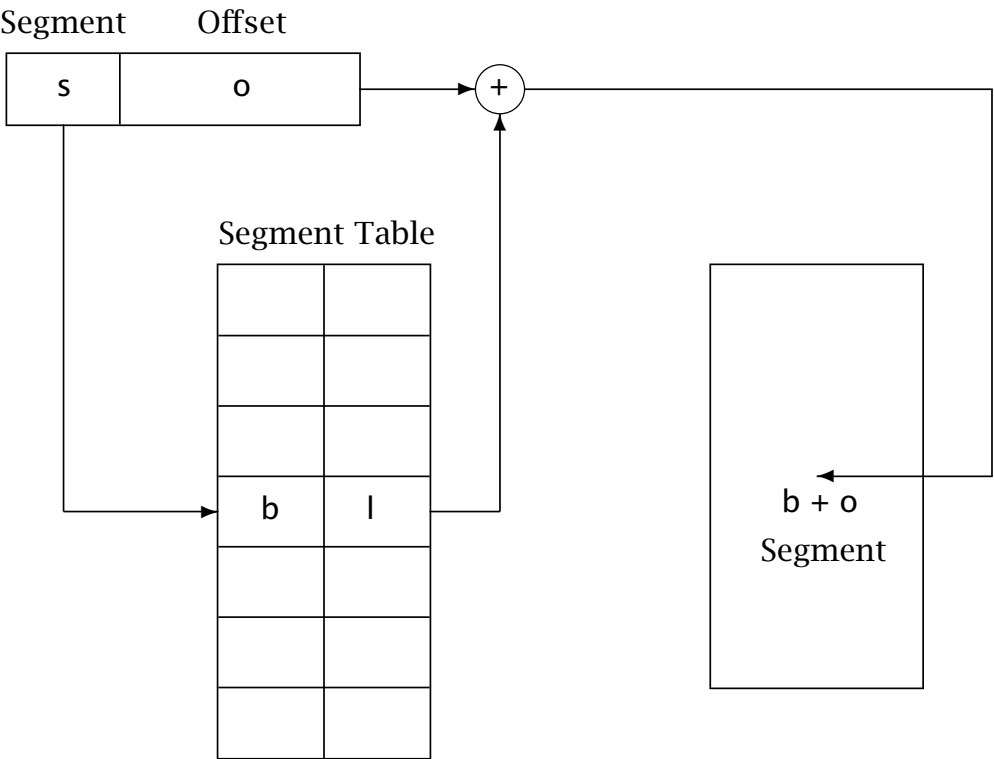 Segment Offset
s o +
Segment Table
b l
b + o
Segment